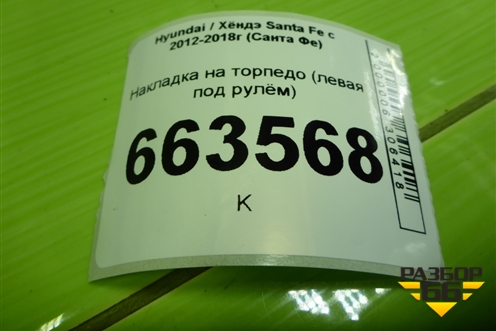 Hyundai / Хёндэ Santa Fe с
2012-2018г (Санта Фе)
Накладка на торпедо (левая
под рулём)
663568
К
РАЗБОР
66